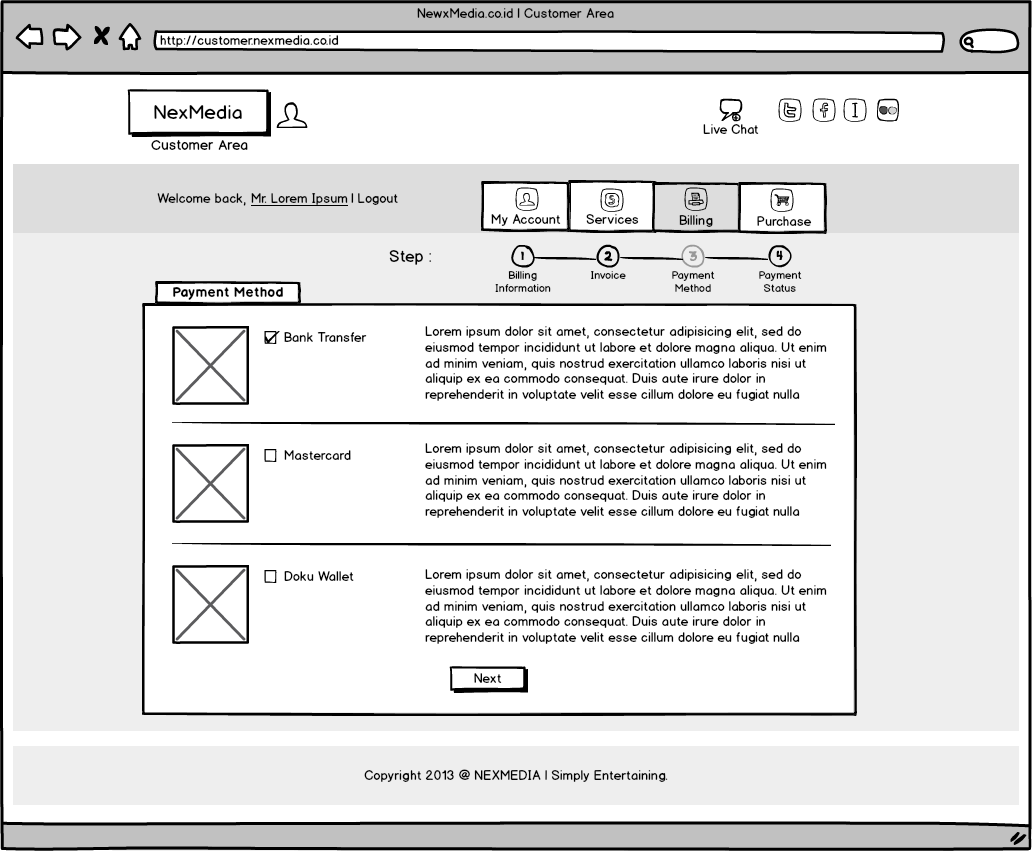 NewxMedia.co.id | Customer Area
http://customer.nexmedia.co.id
NexMedia
Customer Area
Live Chat
Welcome back, Mr. Lorem Ipsum | Logout
My Account
Services
Billing
Purchase
Step :
1
2
3
4
Billing
Information
Invoice
Payment
Method
Payment
Status
Payment Method
Bank Transfer
Lorem ipsum dolor sit amet, consectetur adipisicing elit, sed do
eiusmod tempor incididunt ut labore et dolore magna aliqua. Ut enim
ad minim veniam, quis nostrud exercitation ullamco laboris nisi ut
aliquip ex ea commodo consequat. Duis aute irure dolor in
reprehenderit in voluptate velit esse cillum dolore eu fugiat nulla
Mastercard
Lorem ipsum dolor sit amet, consectetur adipisicing elit, sed do
eiusmod tempor incididunt ut labore et dolore magna aliqua. Ut enim
ad minim veniam, quis nostrud exercitation ullamco laboris nisi ut
aliquip ex ea commodo consequat. Duis aute irure dolor in
reprehenderit in voluptate velit esse cillum dolore eu fugiat nulla
Doku Wallet
Lorem ipsum dolor sit amet, consectetur adipisicing elit, sed do
eiusmod tempor incididunt ut labore et dolore magna aliqua. Ut enim
ad minim veniam, quis nostrud exercitation ullamco laboris nisi ut
aliquip ex ea commodo consequat. Duis aute irure dolor in
reprehenderit in voluptate velit esse cillum dolore eu fugiat nulla
Next
Copyright 2013 @ NEXMEDIA | Simply Entertaining.